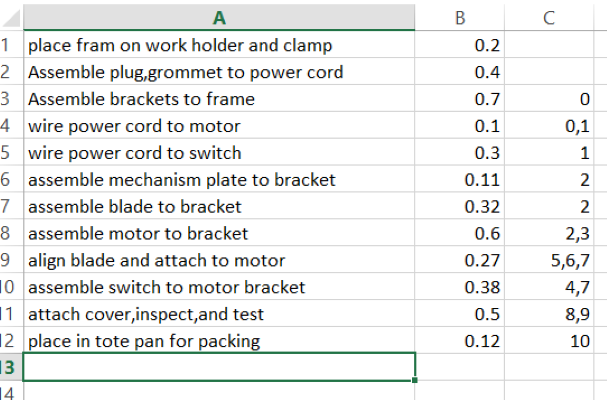 A B C
1 place fram on work holder and clamp 0.2
2 Assemble plug,grommet to power cord 0.4
3 Assemble brackets to frame 0.7 0
4 wire power cord to motor 0.1 0,1
5 wire power cord to switch 0.3 1
6 assemble mechanism plate to bracket 0.11 2
7 assemble blade to bracket 0.32 2
8 assemble motor to bracket 0.6 2,3
9 align blade and attach to motor 0.27 5,6,7
10 assemble switch to motor bracket 0.38 4,7
11 attach cover,inspect,and test 0.5 8,9
12 place in tote pan for packing 0.12 10
13
14